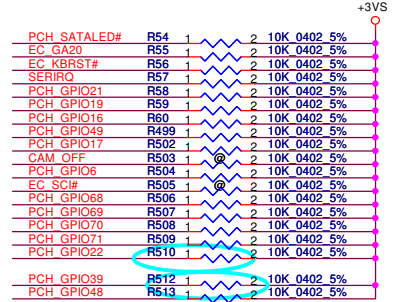 +3VS
PCH_SATALED# R54 1 2 10K_0402_5%
EC_GA20 R55 1 2 10K_0402_5%
EC_KBRST# R56 1 2 10K_0402_5%
SERIRQ R57 1 2 10K_0402_5%
PCH_GPIO21 R58 1 2 10K_0402_5%
PCH_GPIO19 R59 1 2 10K_0402_5%
PCH_GPIO16 R60 1 2 10K_0402_5%
PCH_GPIO49 R499 1 2 10K_0402_5%
PCH_GPIO17 R502 1 2 10K_0402_5%
CAM_OFF R503 1 @ 2 10K_0402_5%
PCH_GPIO6 R504 1 2 10K_0402_5%
EC_SCI# R505 1 @ 2 10K_0402_5%
PCH_GPIO68 R506 1 2 10K_0402_5%
PCH_GPIO69 R507 1 2 10K_0402_5%
PCH_GPIO70 R508 1 2 10K_0402_5%
PCH_GPIO71 R509 1 2 10K_0402_5%
PCH_GPIO22 R510 1 2 10K_0402_5%
PCH_GPIO39 R512 1 2 10K_0402_5%
PCH_GPIO48 R513 1 2 10K_0402_5%